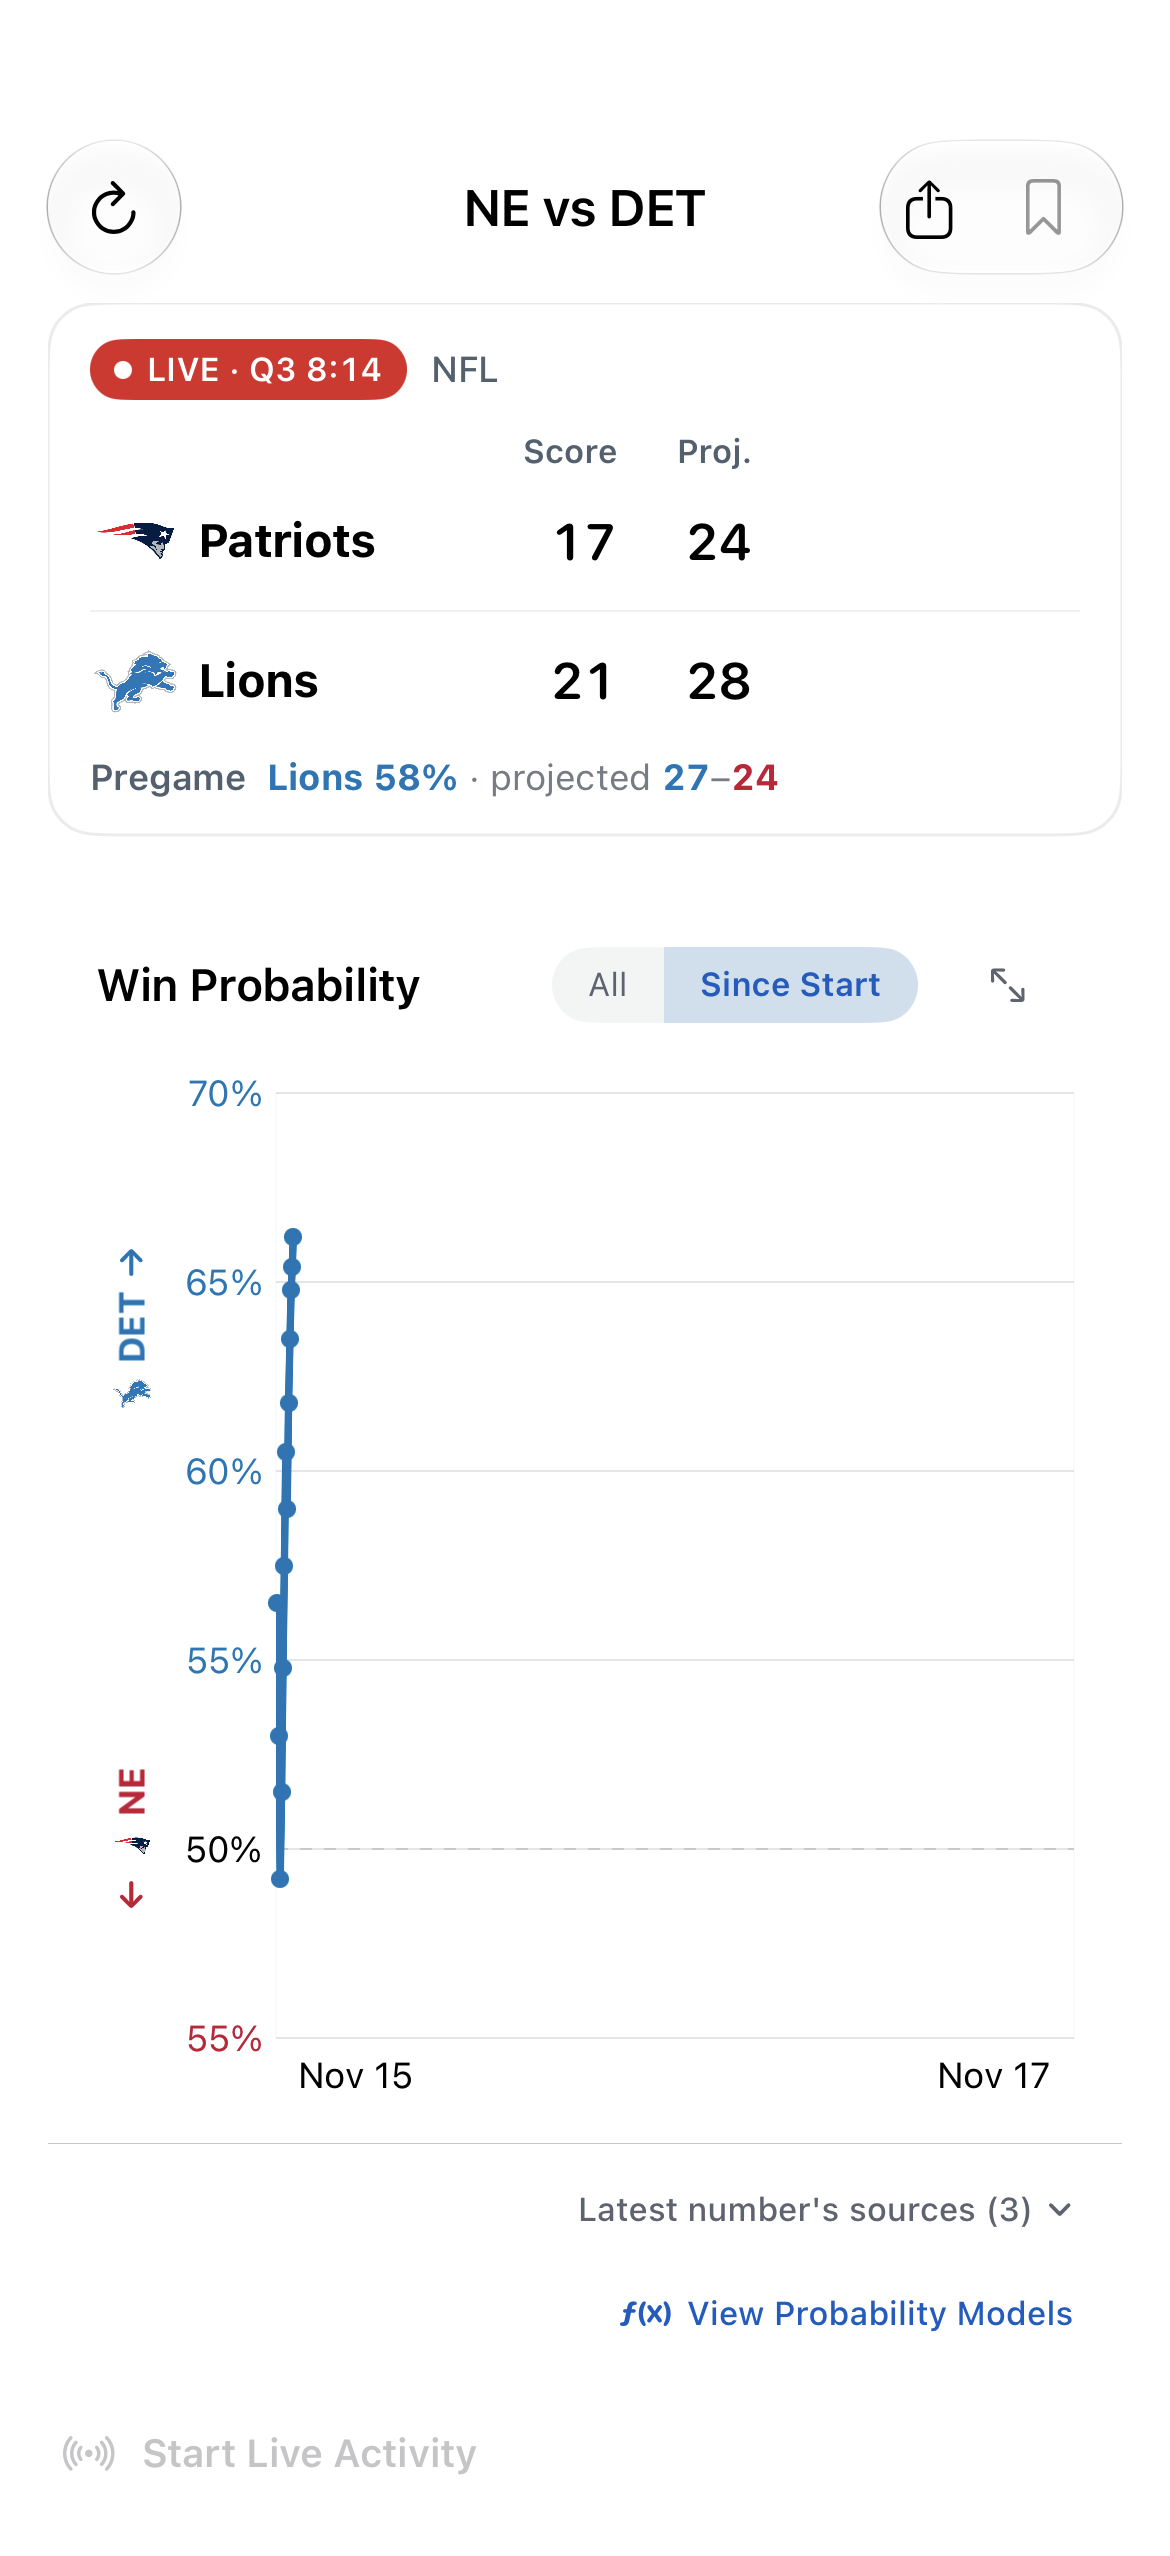 NE vs DET
LIVE · Q3 8:14 NFL
Score Proj.
Patriots 17 24
Lions 21 28
Pregame Lions 58% · projected 27–24
Win Probability All Since Start
70%
65%
60%
55%
50%
55%
DET
NE
Nov 15 Nov 17
Latest number's sources (3)
f(x) View Probability Models
Start Live Activity